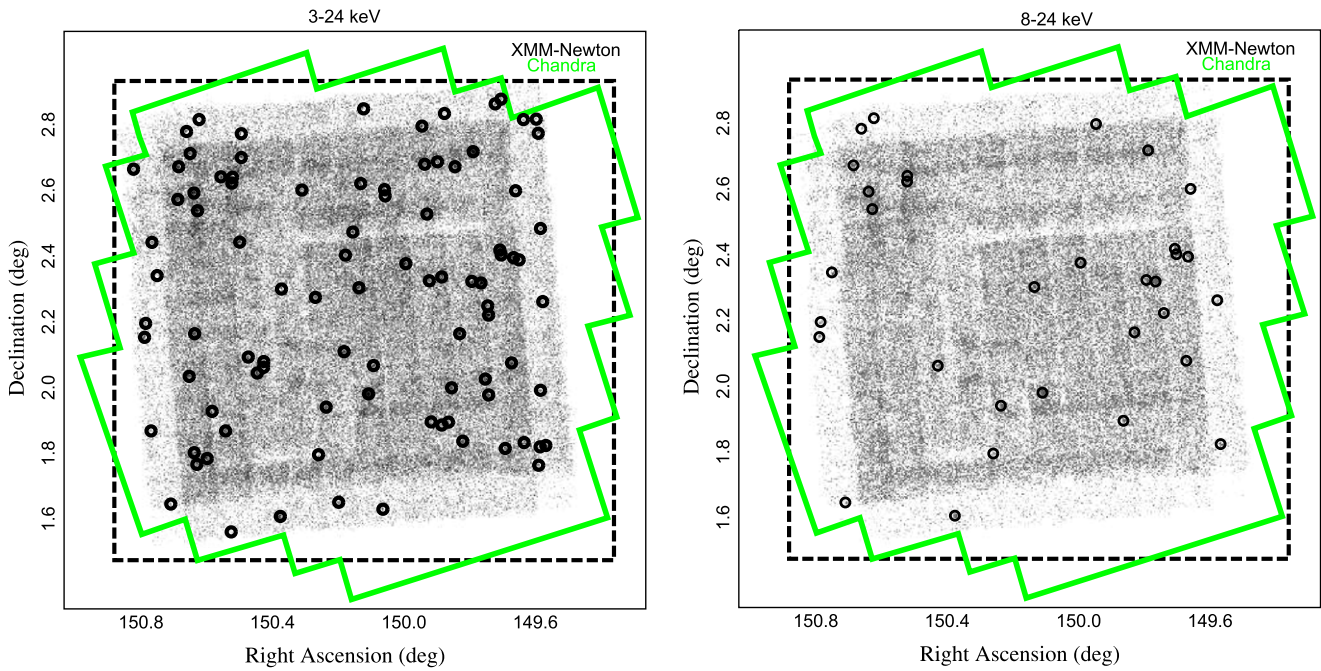 3-24 keV
XMM-Newton
Chandra
Declination (deg)
2.8
2.6
2.4
2.2
2.0
1.8
1.6
150.8 150.4 150.0 149.6
Right Ascension (deg)
8-24 keV
XMM-Newton
Chandra
Declination (deg)
2.8
2.6
2.4
2.2
2.0
1.8
1.6
150.8 150.4 150.0 149.6
Right Ascension (deg)